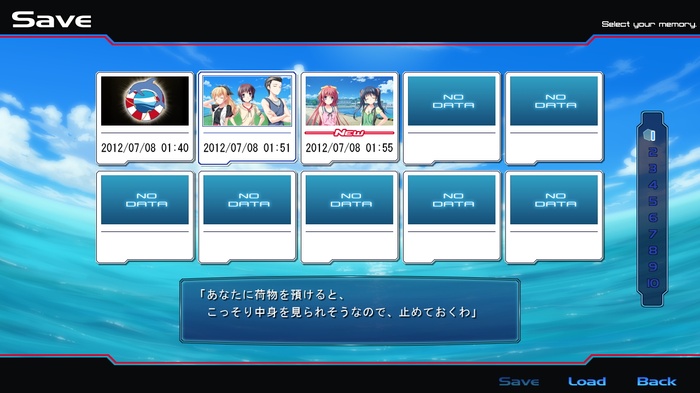 Save
Select your memory.
NO DATA
NO DATA
NEW
2012/07/08 01:40
2012/07/08 01:51
2012/07/08 01:55
NO DATA
NO DATA
NO DATA
NO DATA
NO DATA
1
2
3
4
5
6
7
8
9
10
「あなたに荷物を預けると、
こっそり中身を見られそうなので、止めておくわ」
Save
Load
Back